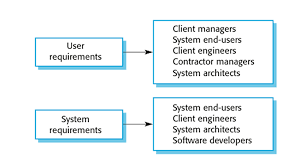 User
requirements
Client managers
System end-users
Client engineers
Contractor managers
System architects
System
requirements
System end-users
Client engineers
System architects
Software developers